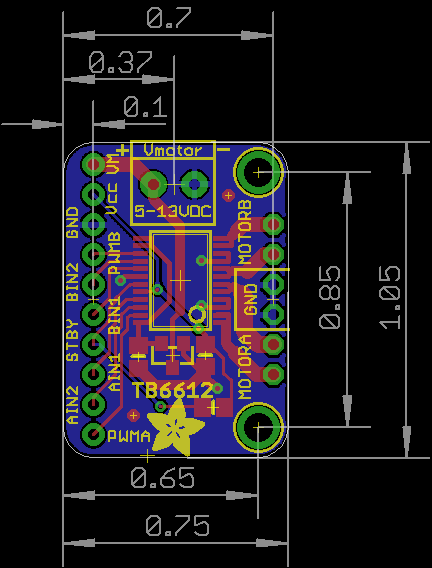 0.7
0.37
0.1
+ Vmotor -
VM
VCC
5-13VDC
GND
PWMB
MOTORB
BIN2
BIN1
GND
STBY
AIN1
MOTORA
AIN2
TB6612
PWMA
0.85
1.05
0.65
0.75